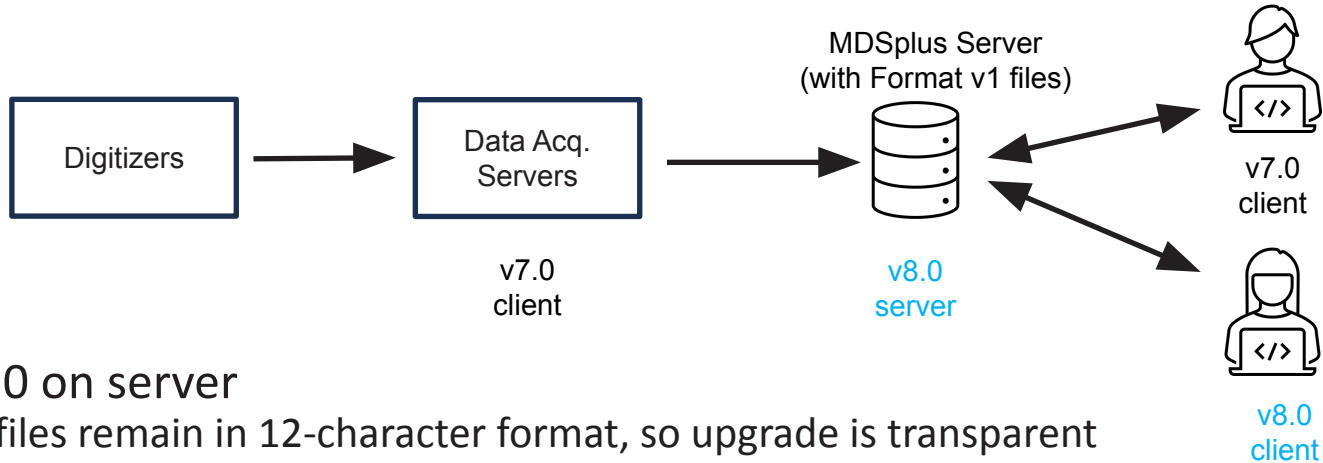 MDSplus Server
(with Format v1 files)
Digitizers
Data Acq.
Servers
</>
v7.0
client
v7.0
client
v8.0
server
</>
v8.0
client
0 on server
files remain in 12-character format, so upgrade is transparent